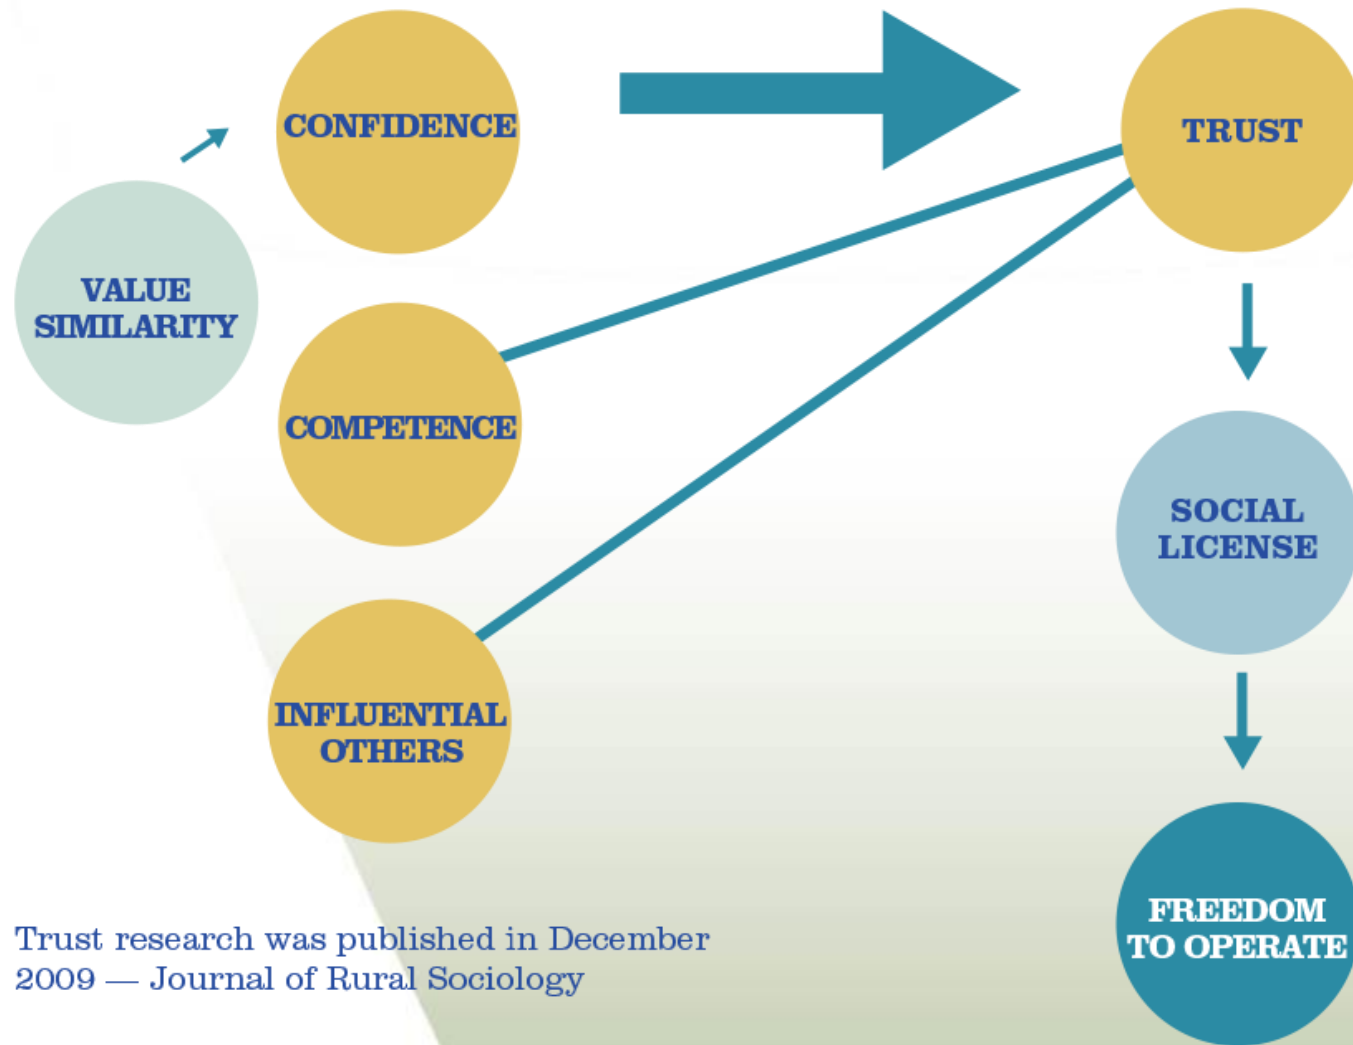 CONFIDENCE
TRUST
VALUE
SIMILARITY
COMPETENCE
SOCIAL
LICENSE
INFLUENTIAL
OTHERS
FREEDOM
TO OPERATE
Trust research was published in December
2009 — Journal of Rural Sociology